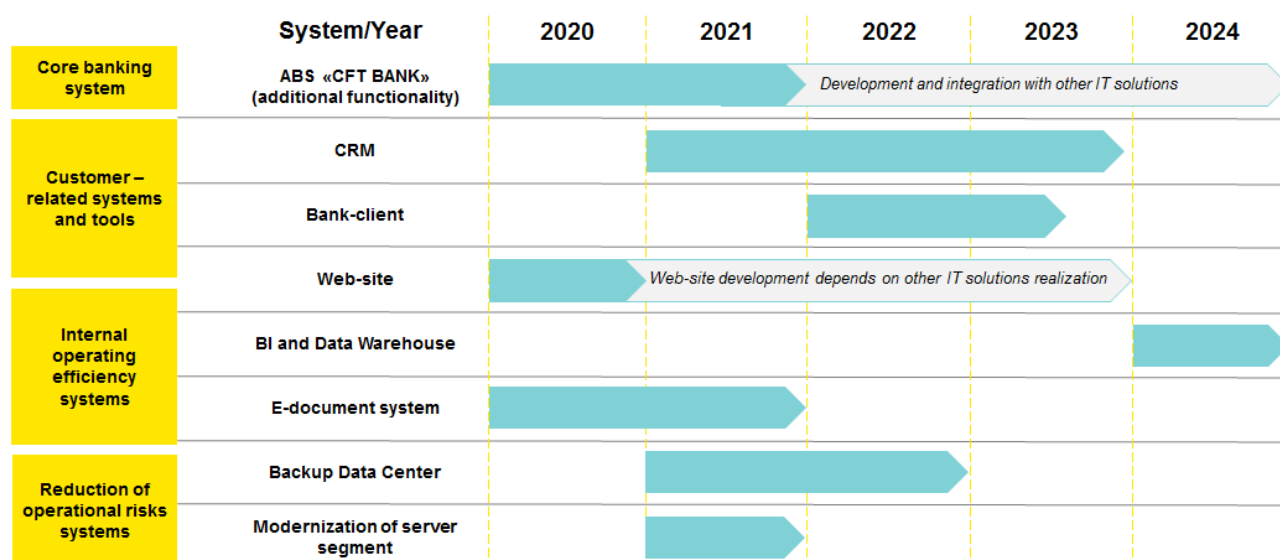 System/Year 2020 2021 2022 2023 2024
Core banking
system
ABS «CFT BANK»
(additional functionality)
Development and integration with other IT solutions
Customer –
related systems
and tools
CRM
Bank-client
Web-site
Web-site development depends on other IT solutions realization
Internal
operating
efficiency
systems
BI and Data Warehouse
E-document system
Reduction of
operational risks
systems
Backup Data Center
Modernization of server
segment